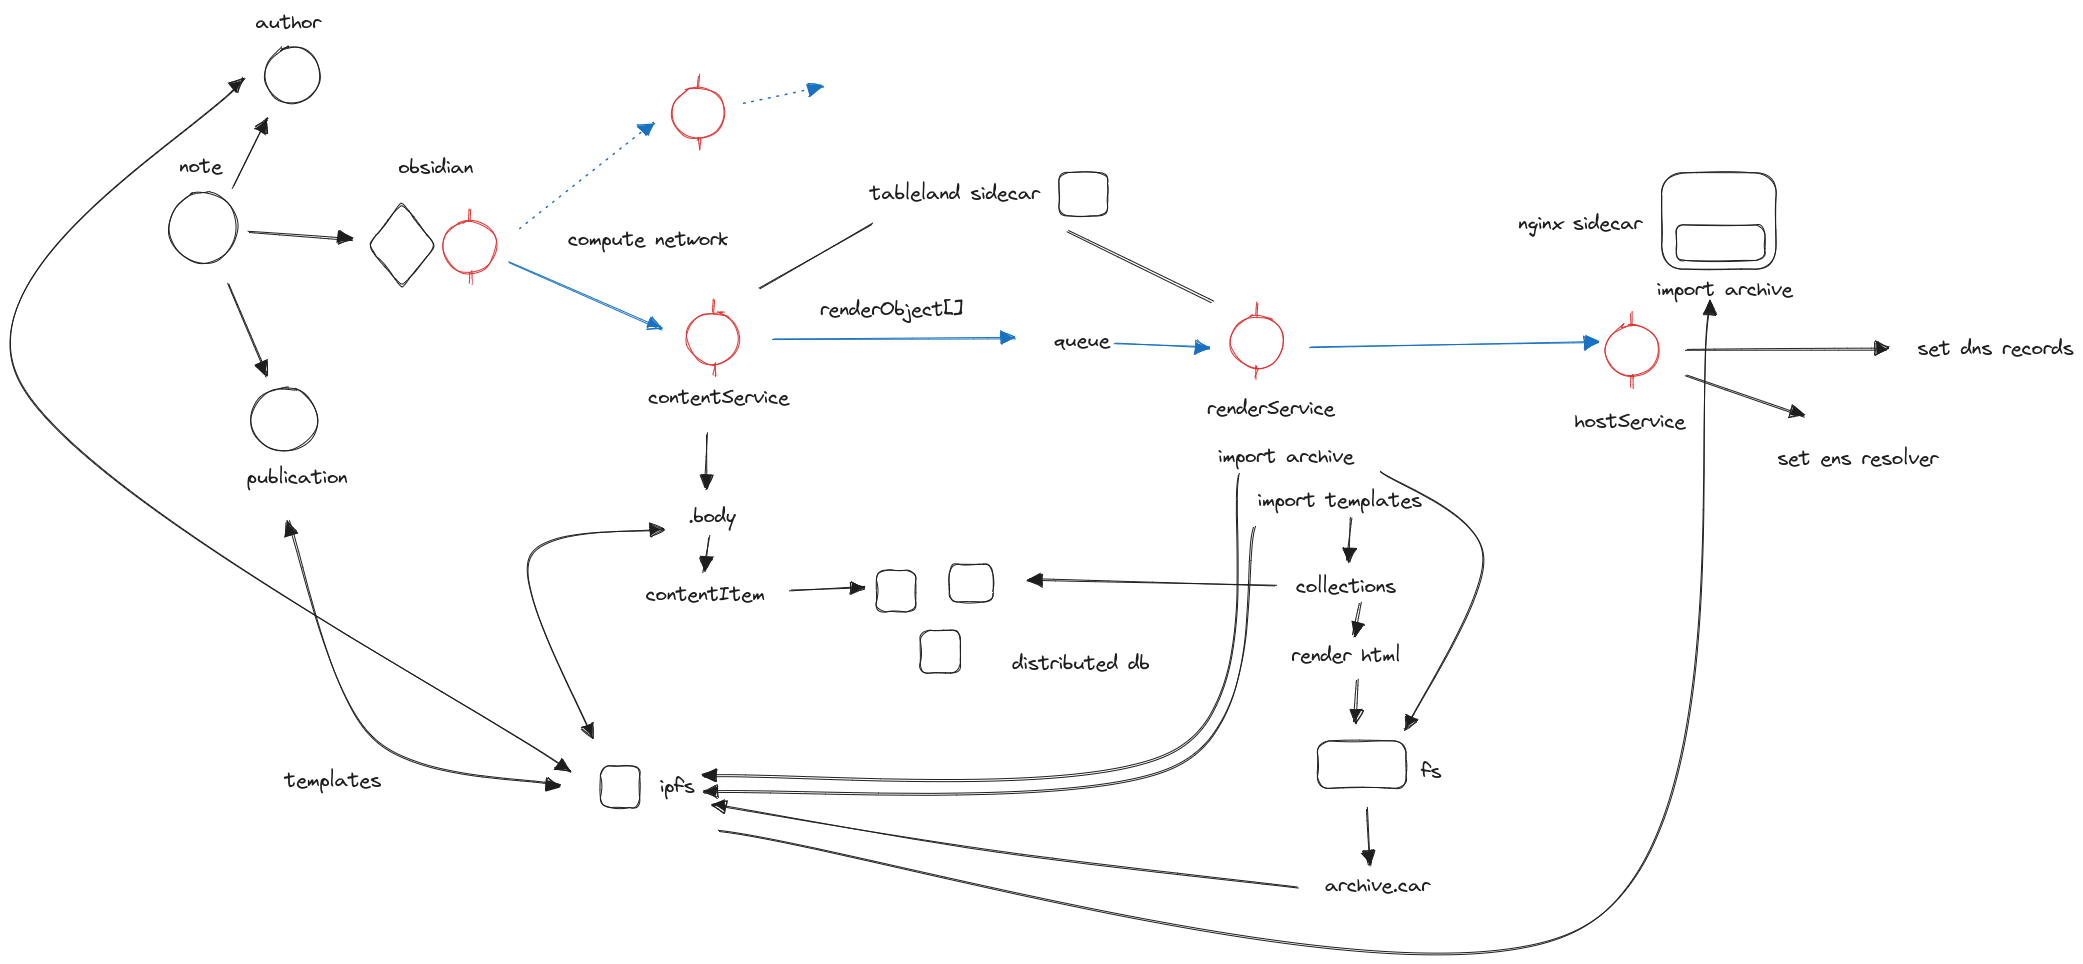 author
note
obsidian
compute network
tableland sidecar
nginx sidecar
import archive
renderObject[]
queue
set dns records
contentService
renderService
hostService
set ens resolver
publication
import archive
import templates
.body
contentItem
collections
distributed db
render html
templates
ipfs
fs
archive.car